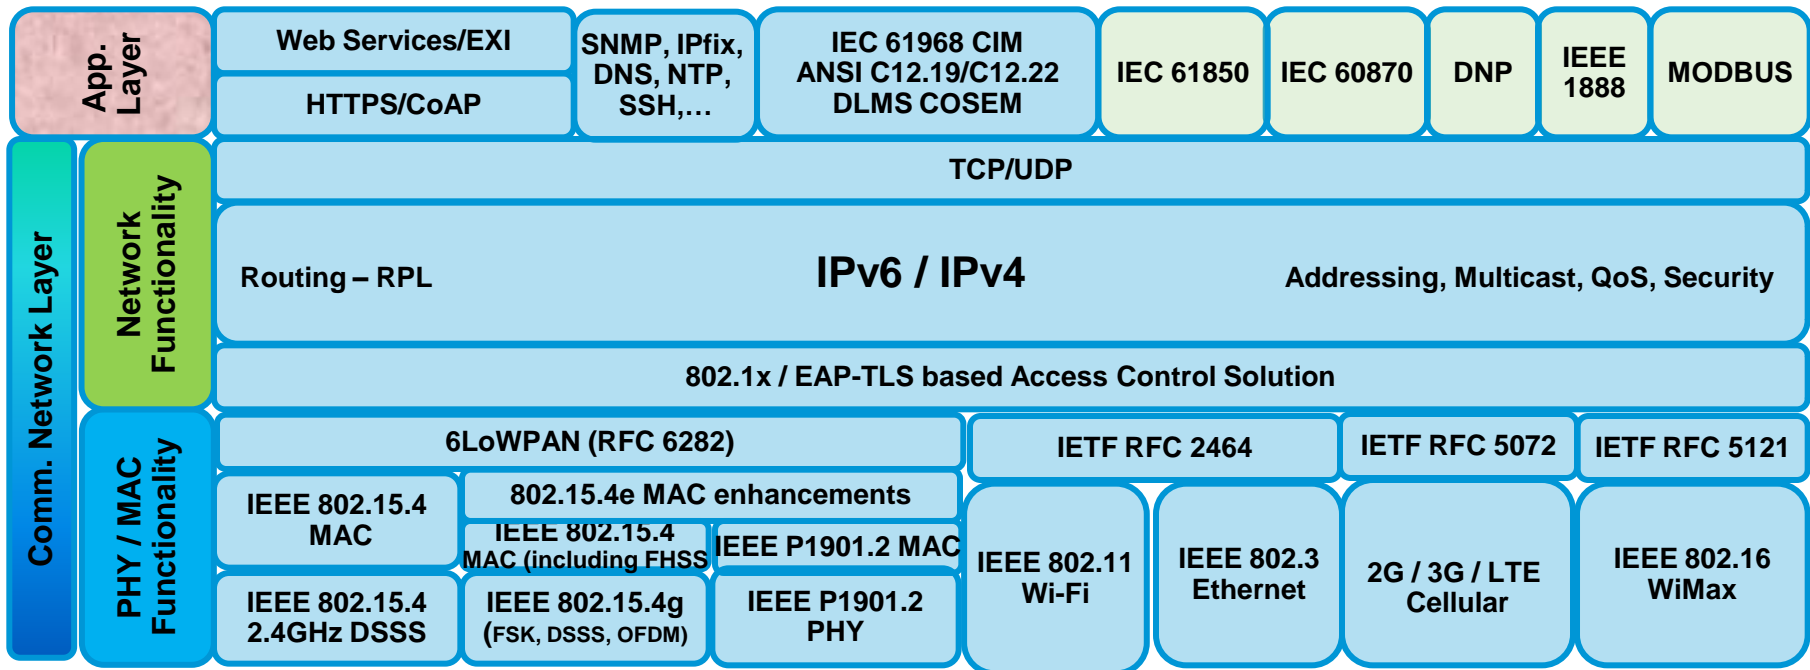 App.
Layer
Web Services/EXI
HTTPS/CoAP
SNMP, IPfix,
DNS, NTP,
SSH,...
IEC 61968 CIM
ANSI C12.19/C12.22
DLMS COSEM
IEC 61850
IEC 60870
DNP
IEEE
1888
MODBUS
Comm. Network Layer
Network
Functionality
TCP/UDP
Routing – RPL
IPv6 / IPv4
Addressing, Multicast, QoS, Security
802.1x / EAP-TLS based Access Control Solution
PHY / MAC
Functionality
6LoWPAN (RFC 6282)
IETF RFC 2464
IETF RFC 5072
IETF RFC 5121
IEEE 802.15.4
MAC
802.15.4e MAC enhancements
IEEE 802.15.4
MAC (including FHSS
IEEE P1901.2 MAC
IEEE 802.15.4
2.4GHz DSSS
IEEE 802.15.4g
(FSK, DSSS, OFDM)
IEEE P1901.2
PHY
IEEE 802.11
Wi-Fi
IEEE 802.3
Ethernet
2G / 3G / LTE
Cellular
IEEE 802.16
WiMax